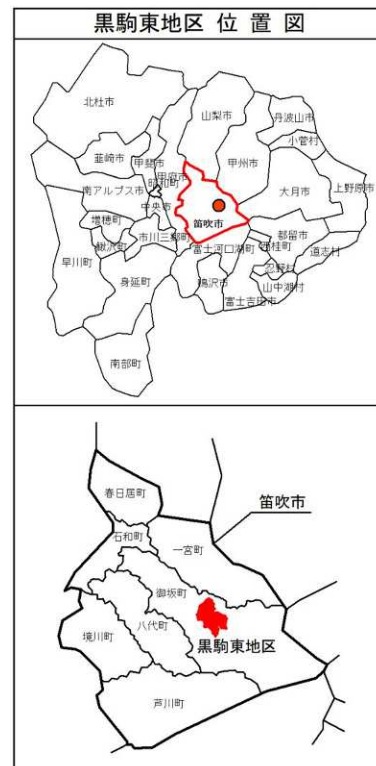 黒駒東地区 位置図
北杜市
山梨市
丹波山市
小菅村
韮崎市
甲斐市
甲府市
甲州市
上野原市
南アルプス市
昭和町
大月市
中央市
増穂町
笛吹市
都留市
鰍沢町
市川三郷町
富士河口湖町
西桂町
道志村
早川町
忍野村
身延町
鳴沢村
山中湖村
富士吉田市
南部町
春日居町
笛吹市
石和町
一宮町
御坂町
境川町
八代町
黒駒東地区
芦川町